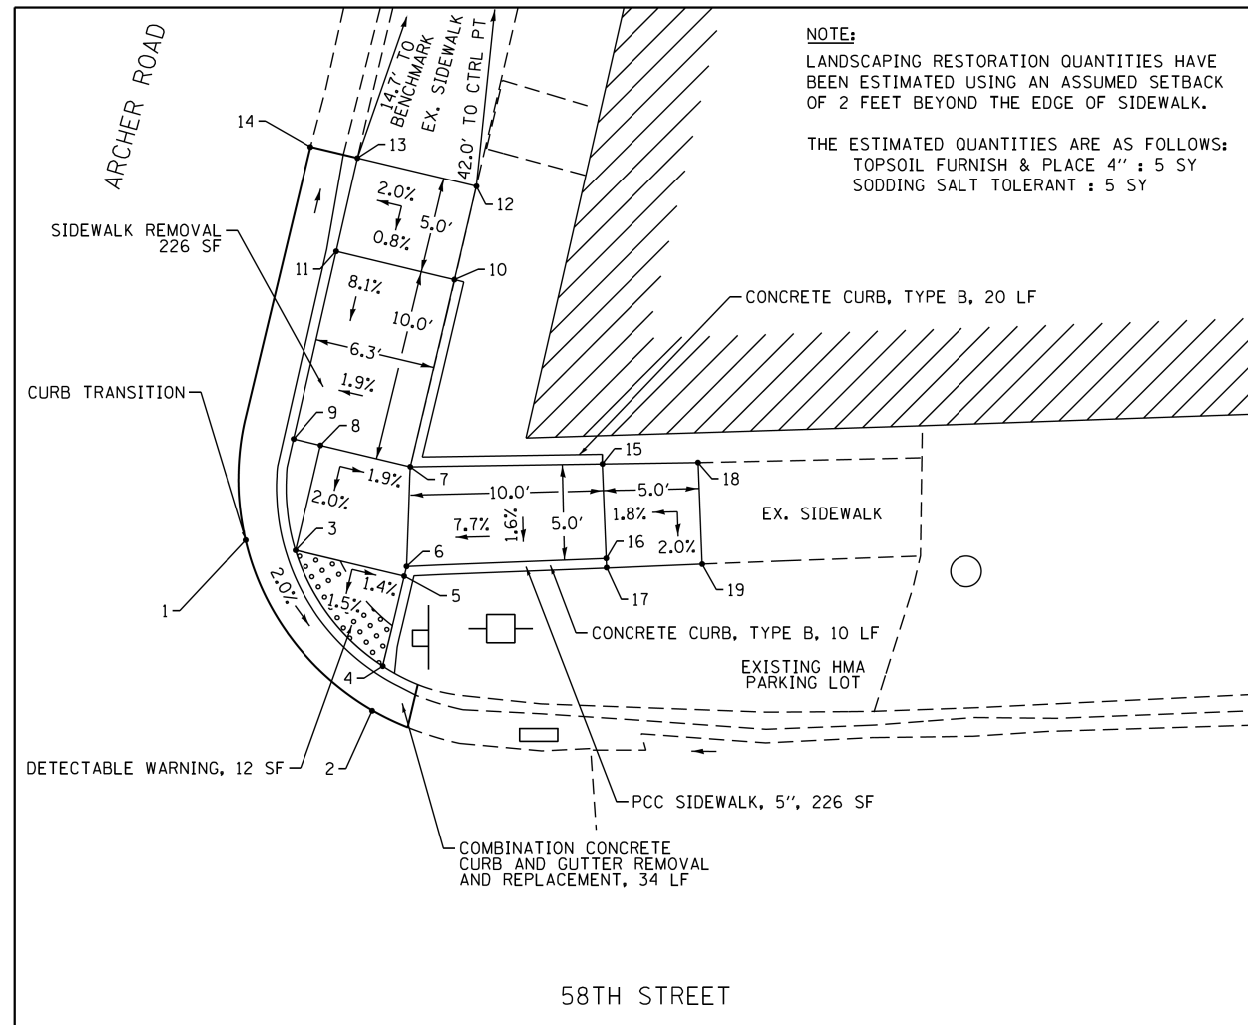 NOTE:
LANDSCAPING RESTORATION QUANTITIES HAVE
BEEN ESTIMATED USING AN ASSUMED SETBACK
OF 2 FEET BEYOND THE EDGE OF SIDEWALK.
THE ESTIMATED QUANTITIES ARE AS FOLLOWS:
TOPSOIL FURNISH & PLACE 4'' : 5 SY
SODDING SALT TOLERANT : 5 SY
ARCHER ROAD
14.7' TO
BENCHMARK
EX. SIDEWALK
42.0' TO CTRL PT
14
13
12
2.0%
5.0'
0.8%
SIDEWALK REMOVAL
226 SF
11
10
8.1%
10.0'
6.3'
1.9%
CONCRETE CURB, TYPE B, 20 LF
CURB TRANSITION
9
8
7
15
18
1.9%
2.0%
10.0'
5.0'
7.7%
1.6%
5.0'
1.8%
2.0%
EX. SIDEWALK
3
6
16
5
17
19
1
2.0%
1.4%
1.5%
CONCRETE CURB, TYPE B, 10 LF
4
EXISTING HMA
PARKING LOT
DETECTABLE WARNING, 12 SF
2
PCC SIDEWALK, 5'', 226 SF
COMBINATION CONCRETE
CURB AND GUTTER REMOVAL
AND REPLACEMENT, 34 LF
58TH STREET